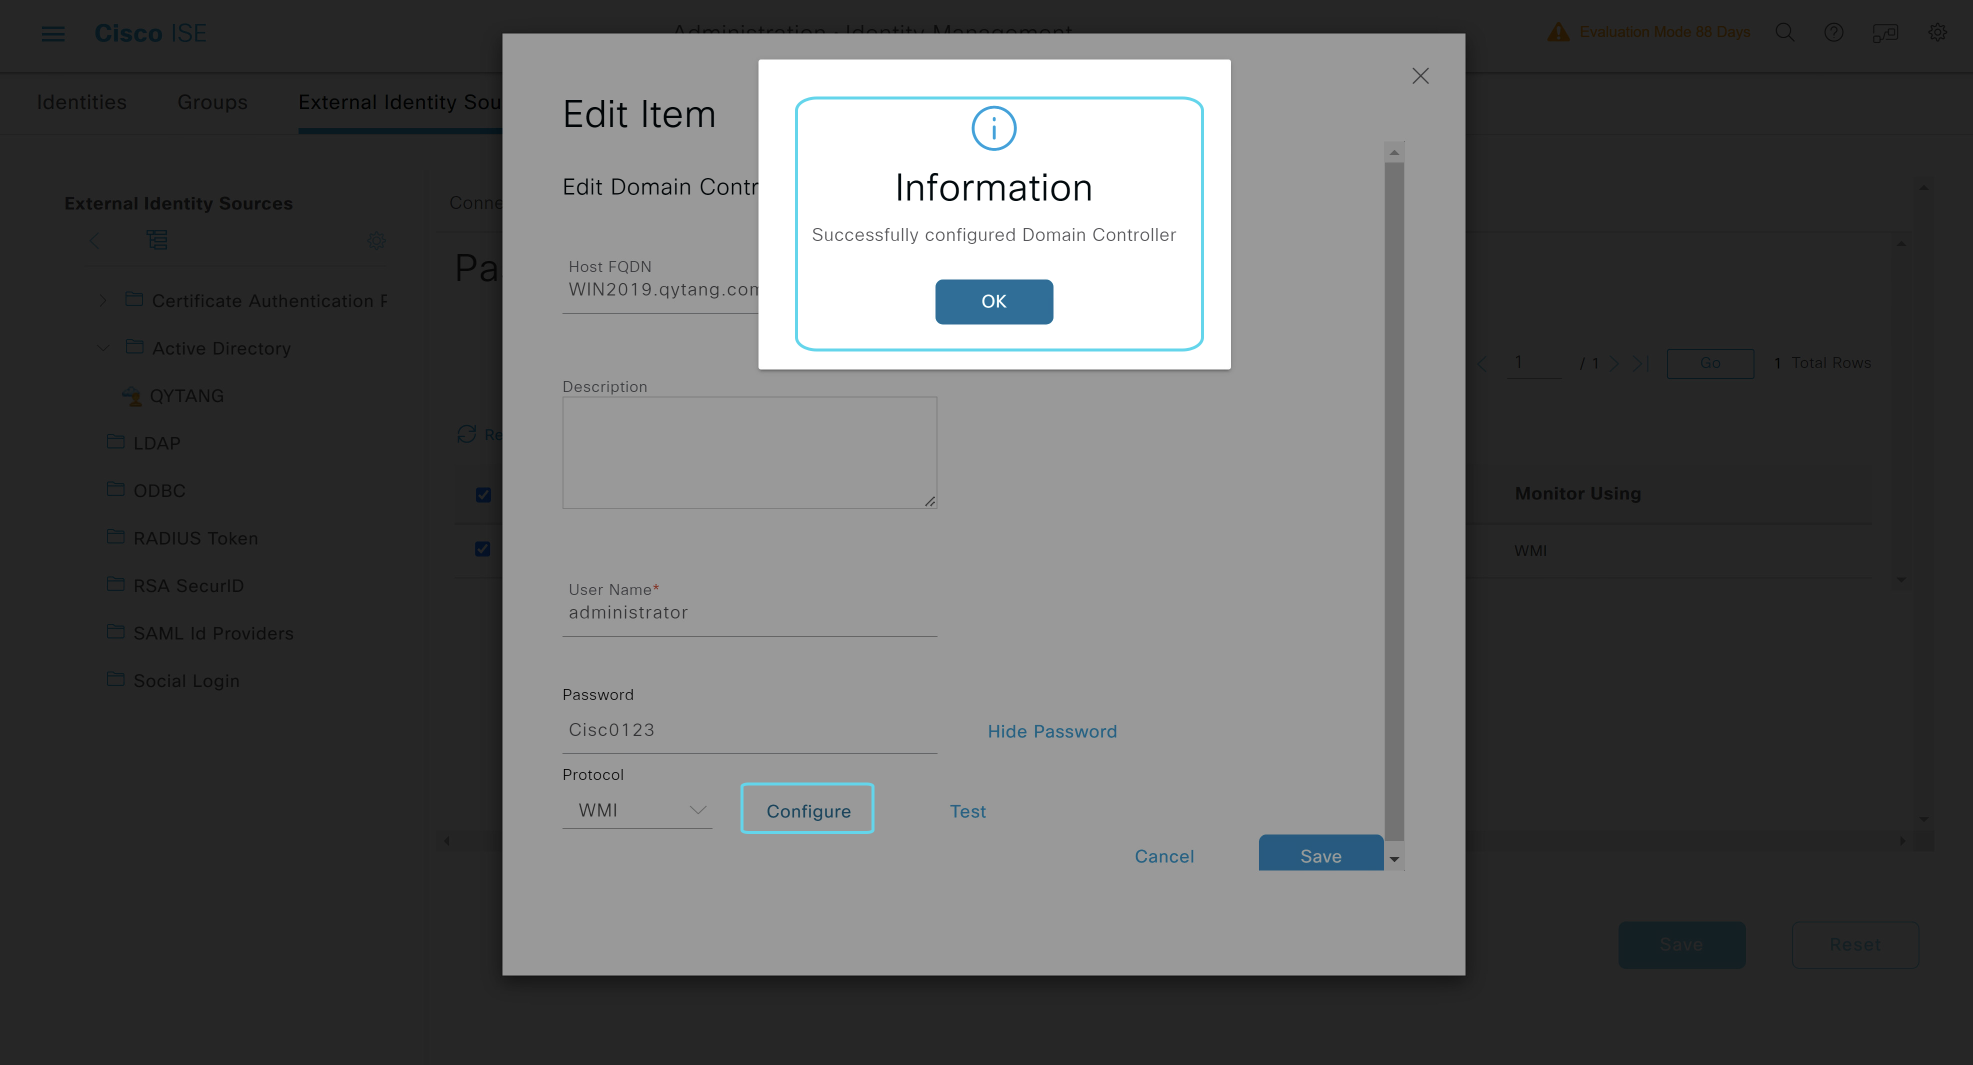 Cisco ISE
Administration · Identity Management
Evaluation Mode 88 Days
Identities
Groups
External Identity Sou
External Identity Sources
Certificate Authentication F
Active Directory
QYTANG
LDAP
ODBC
RADIUS Token
RSA SecurID
SAML Id Providers
Social Login
Conne
Pa
Re
Edit Item
Edit Domain Contr
Host FQDN
WIN2019.qytang.com
Description
User Name*
administrator
Password
Cisc0123
Hide Password
Protocol
WMI
Configure
Test
Cancel
Save
Information
Successfully configured Domain Controller
OK
1
/ 1
Go
1 Total Rows
Monitor Using
WMI
Save
Reset